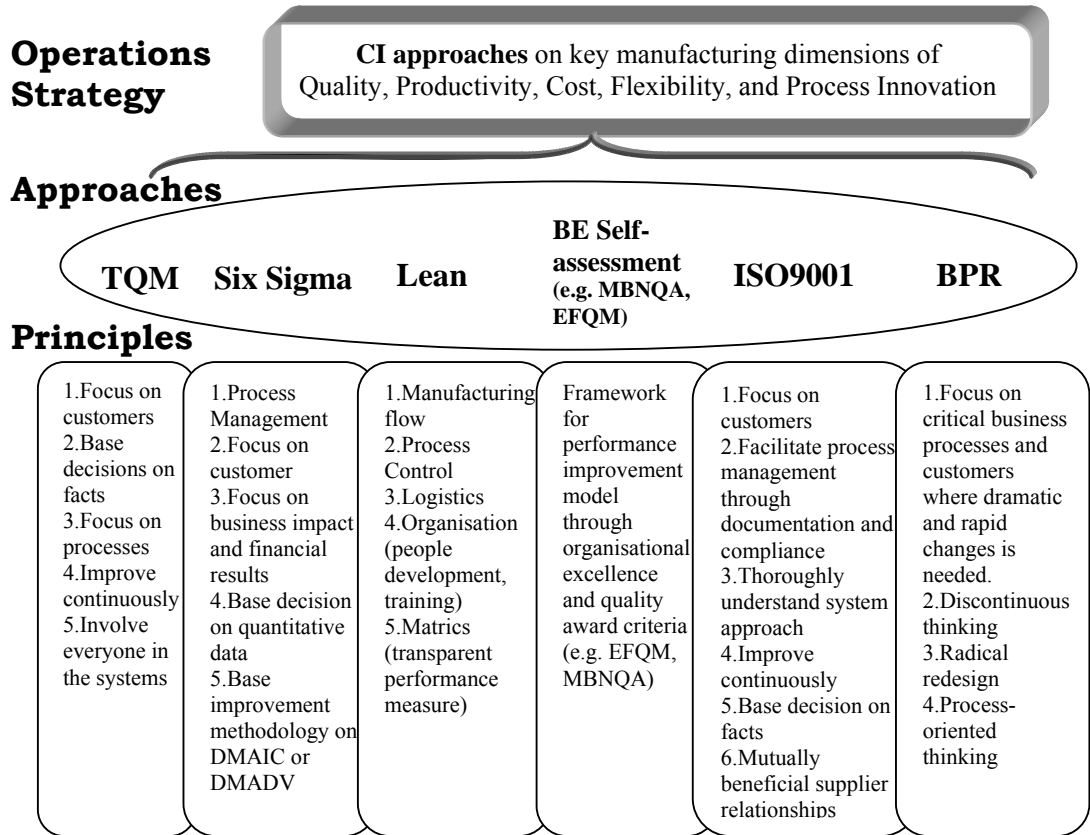 Operations
Strategy
CI approaches on key manufacturing dimensions of
Quality, Productivity, Cost, Flexibility, and Process Innovation
Approaches
TQM
Six Sigma
Lean
BE Self-
assessment
(e.g. MBNQA,
EFQM)
ISO9001
BPR
Principles
1.Focus on
customers
2.Base
decisions on
facts
3.Focus on
processes
4.Improve
continuously
5.Involve
everyone in
the systems
1.Process
Management
2.Focus on
customer
3.Focus on
business impact
and financial
results
4.Base decision
on quantitative
data
5.Base
improvement
methodology on
DMAIC or
DMADV
1.Manufacturing
flow
2.Process
Control
3.Logistics
4.Organisation
(people
development,
training)
5.Matrics
(transparent
performance
measure)
Framework
for
performance
improvement
model
through
organisational
excellence
and quality
award criteria
(e.g. EFQM,
MBNQA)
1.Focus on
customers
2.Facilitate process
management
through
documentation and
compliance
3.Thoroughly
understand system
approach
4.Improve
continuously
5.Base decision on
facts
6.Mutually
beneficial supplier
relationships
1.Focus on
critical business
processes and
customers
where dramatic
and rapid
changes is
needed.
2.Discontinuous
thinking
3.Radical
redesign
4.Process-
oriented
thinking